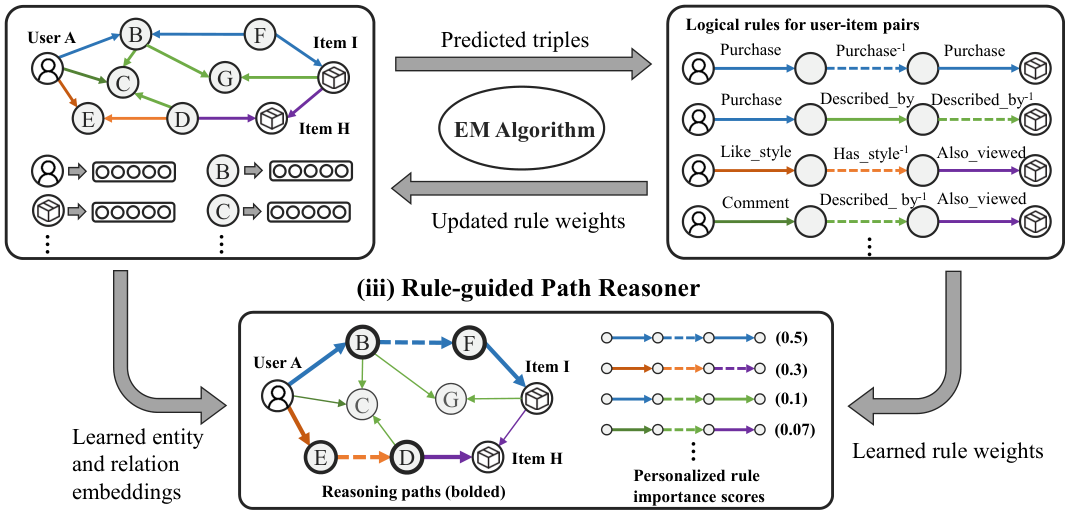 User A
B
F
Item I
C
G
E
D
Item H
B
C
Predicted triples
EM Algorithm
Updated rule weights
Logical rules for user-item pairs
Purchase Purchase⁻¹ Purchase
Purchase Described_by Described_by⁻¹
Like_style Has_style⁻¹ Also_viewed
Comment Described_ by⁻¹ Also_viewed
(iii) Rule-guided Path Reasoner
User A
B
F
Item I
C
G
E
D
Item H
Reasoning paths (bolded)
(0.5)
(0.3)
(0.1)
(0.07)
Personalized rule
importance scores
Learned entity
and relation
embeddings
Learned rule weights